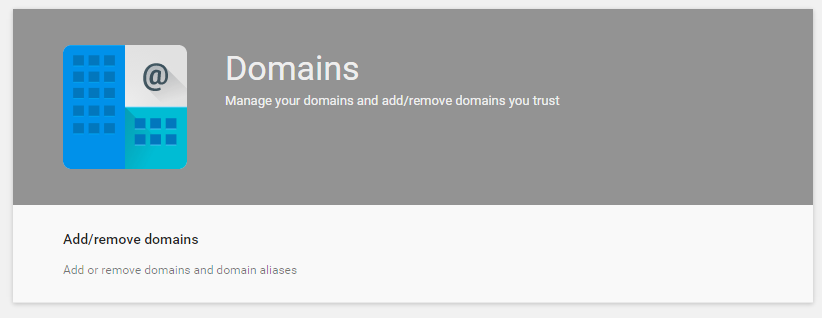 @
Domains
Manage your domains and add/remove domains you trust
Add/remove domains
Add or remove domains and domain aliases